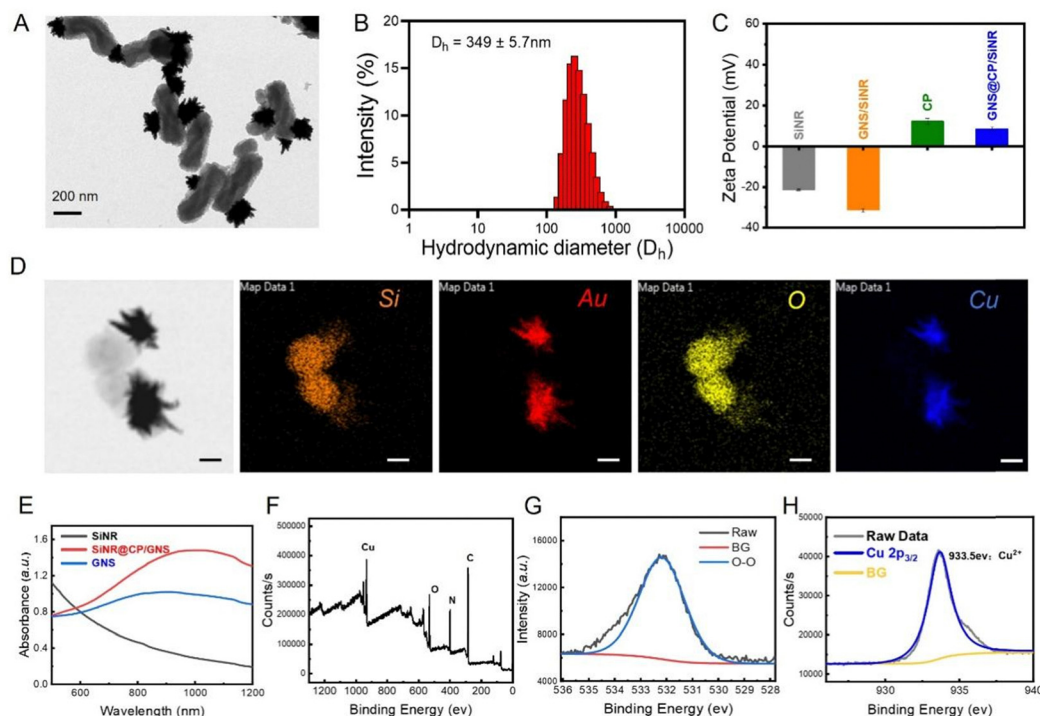 A
200 nm
B
D_h = 349 ± 5.7nm
Intensity (%)
20
15
10
5
0
1 10 100 1000 10000
Hydrodynamic diameter (D_h)
C
Zeta Potential (mV)
60
40
20
0
-20
-40
SiNR
GNS/SiNR
CP
GNS@CP/SiNR
D
Map Data 1
Si
Map Data 1
Au
Map Data 1
O
Map Data 1
Cu
E
SiNR
SiNR@CP/GNS
GNS
Absorbance (a.u.)
1.8
1.4
0.9
0.5
0.0
600 800 1000 1200
Wavelength (nm)
F
Counts/s
500000
400000
300000
200000
100000
0
Cu
O
N
C
1200 1000 800 600 400 200 0
Binding Energy (ev)
G
Raw
BG
O-O
Intensity (a.u.)
16000
12000
8000
4000
536 535 534 533 532 531 530 529 528
Binding Energy (ev)
H
Raw Data
Cu 2p3/2
BG
933.5ev: Cu²⁺
Counts/s
50000
40000
30000
20000
10000
930 935 940
Binding Energy (ev)